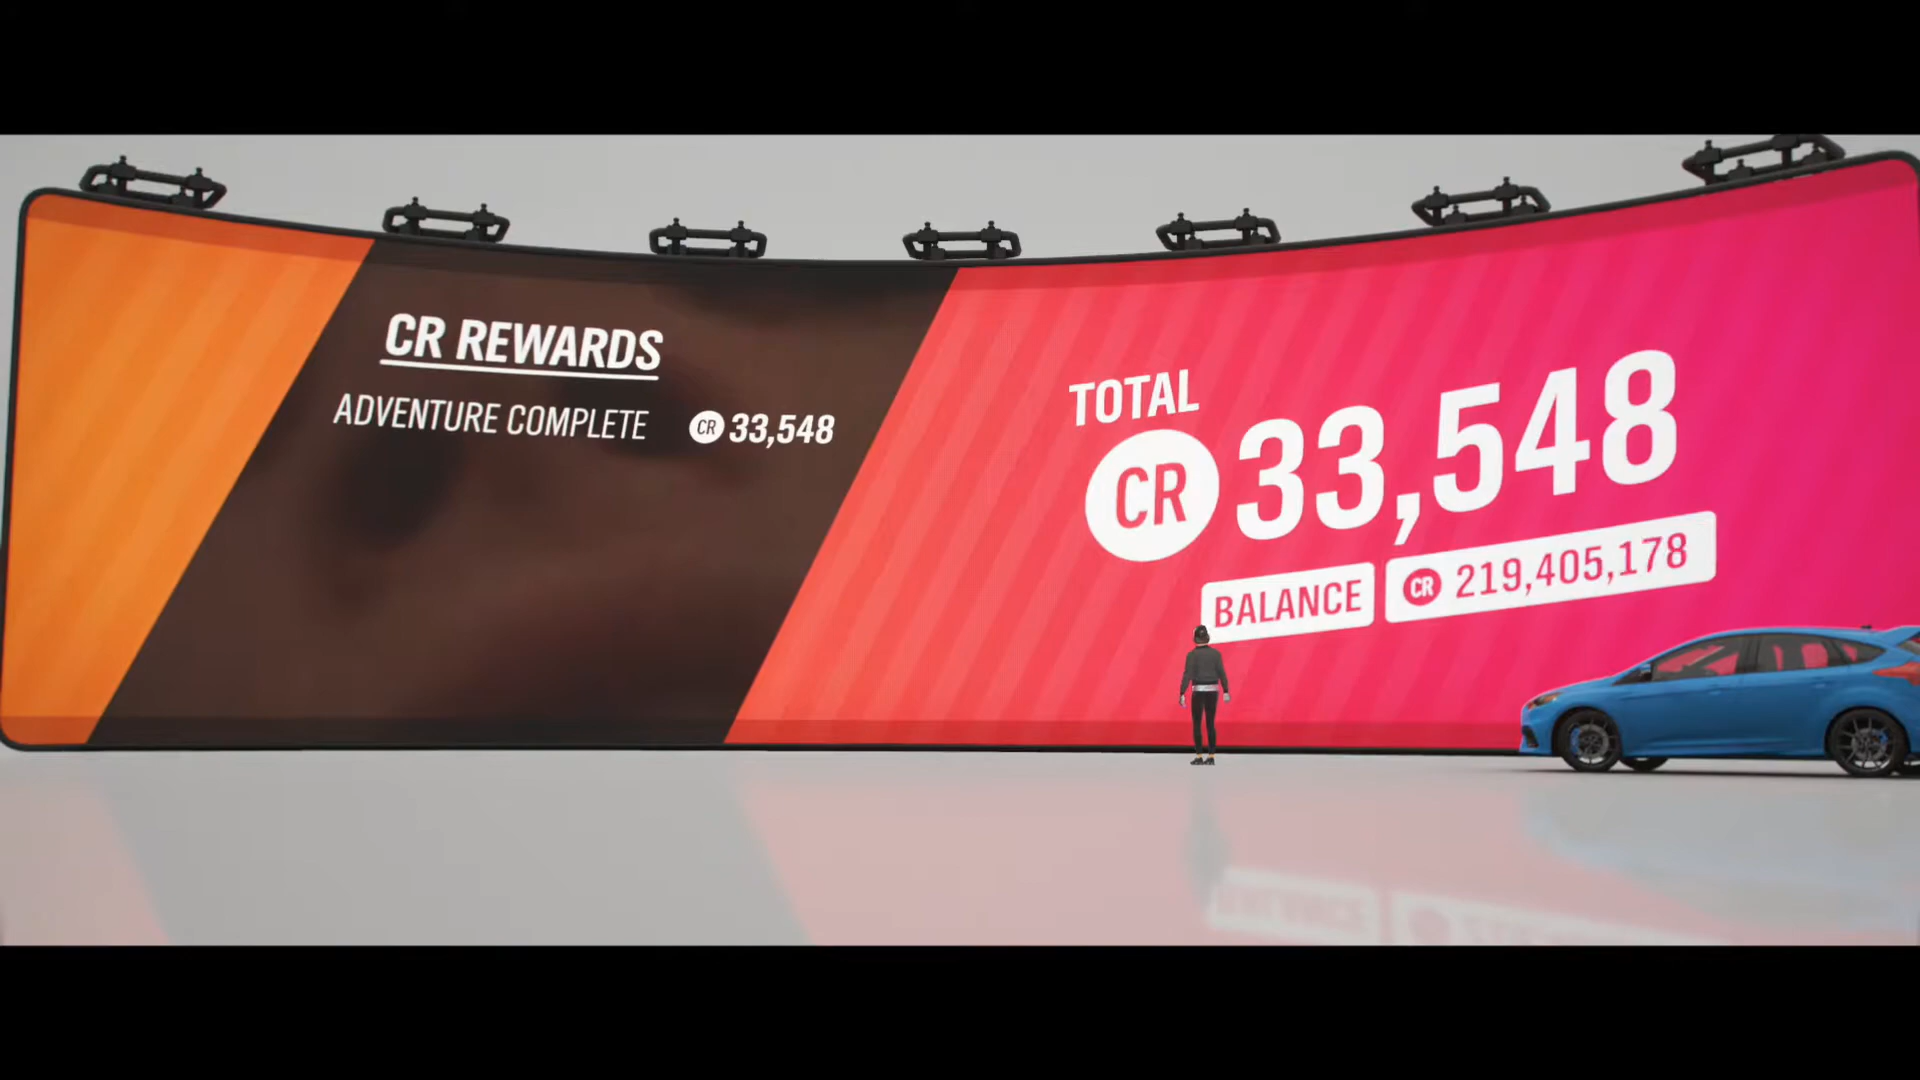 CR REWARDS
ADVENTURE COMPLETE CR 33,548
TOTAL
CR 33,548
BALANCE CR 219,405,178